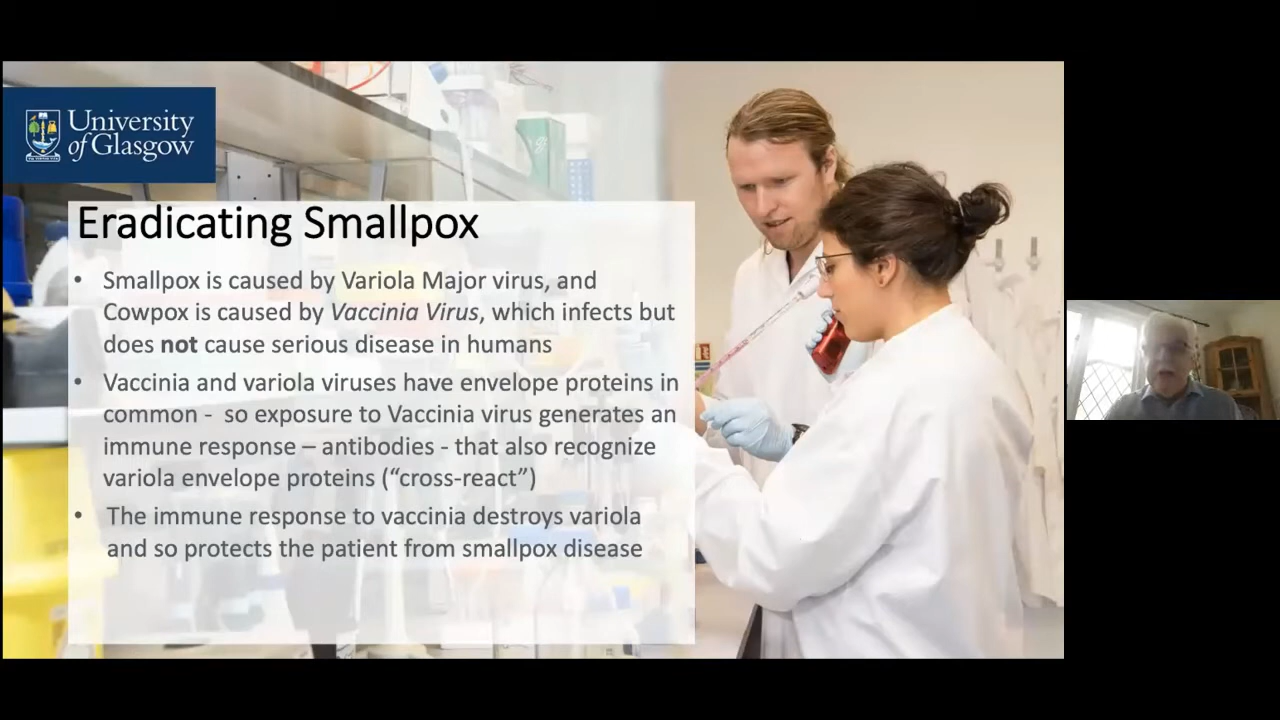 University
of Glasgow
Eradicating Smallpox
• Smallpox is caused by Variola Major virus, and
Cowpox is caused by Vaccinia Virus, which infects but
does not cause serious disease in humans
• Vaccinia and variola viruses have envelope proteins in
common - so exposure to Vaccinia virus generates an
immune response – antibodies - that also recognize
variola envelope proteins (“cross-react”)
• The immune response to vaccinia destroys variola
and so protects the patient from smallpox disease